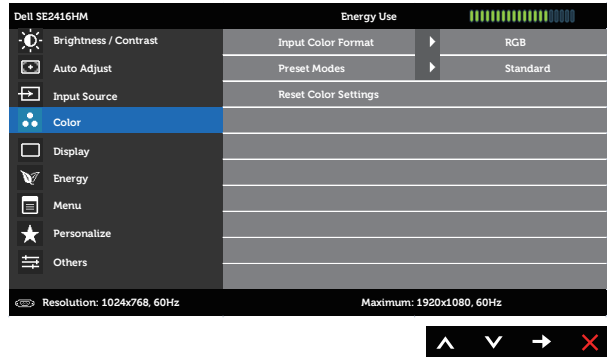 Dell SE2416HM Energy Use
Brightness / Contrast Input Color Format RGB
Auto Adjust Preset Modes Standard
Input Source Reset Color Settings
Color
Display
Energy
Menu
Personalize
Others
Resolution: 1024x768, 60Hz Maximum: 1920x1080, 60Hz